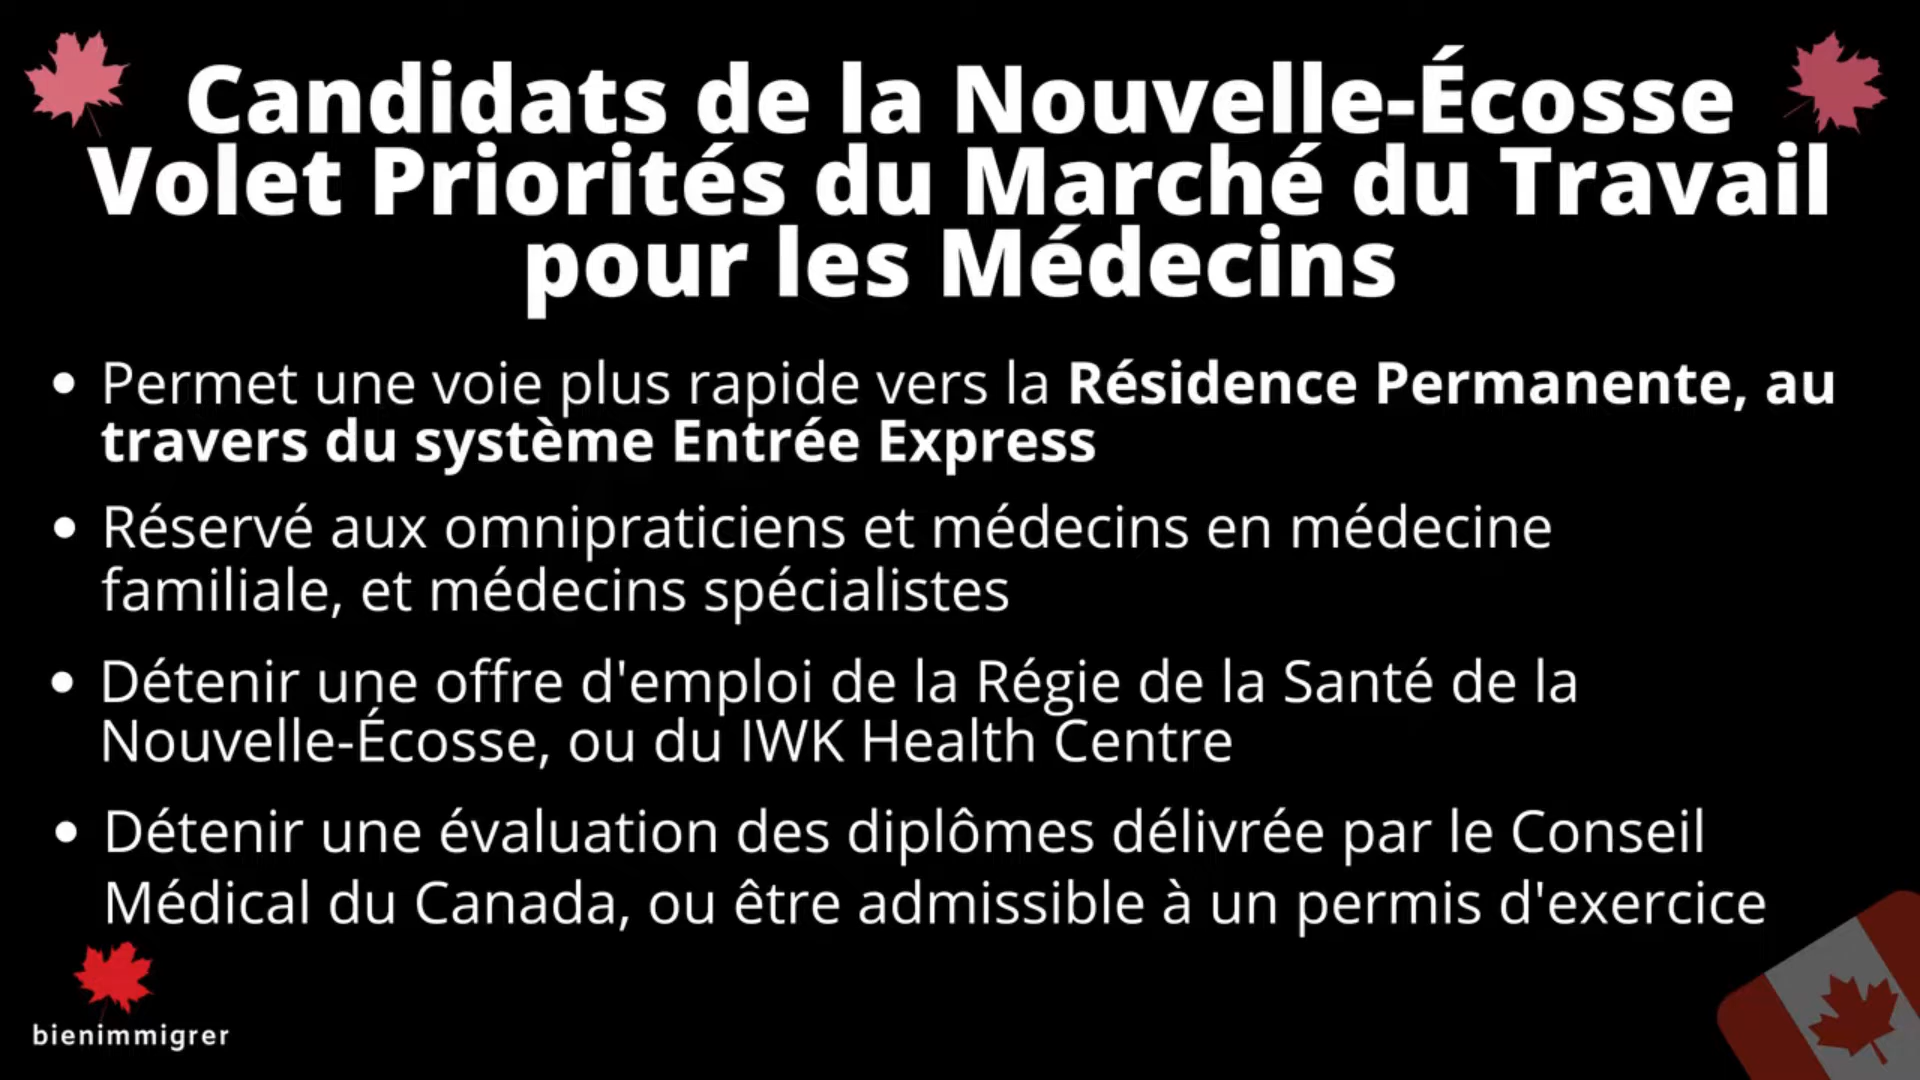 Candidats de la Nouvelle-Écosse
Volet Priorités du Marché du Travail
pour les Médecins
• Permet une voie plus rapide vers la Résidence Permanente, au
travers du système Entrée Express
• Réservé aux omnipraticiens et médecins en médecine
familiale, et médecins spécialistes
• Détenir une offre d'emploi de la Régie de la Santé de la
Nouvelle-Écosse, ou du IWK Health Centre
• Détenir une évaluation des diplômes délivrée par le Conseil
Médical du Canada, ou être admissible à un permis d'exercice
bienimmigrer